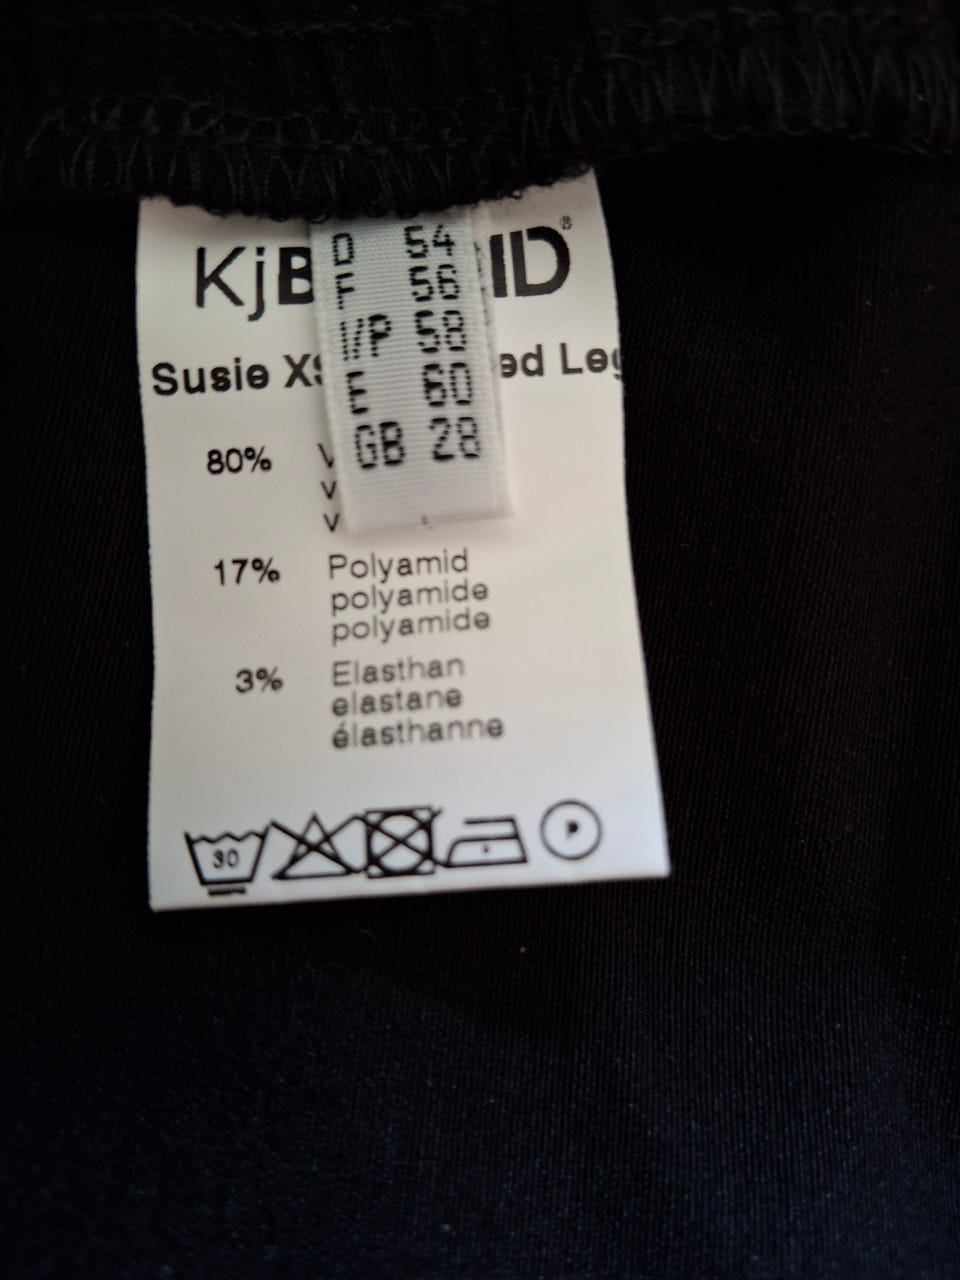 D 54
F 56
I/P 58
E 60
GB 28
KjB ID®
Susie XS ed Leg
80% V
v
v
17% Polyamid
polyamide
polyamide
3% Elasthan
elastane
élasthanne
30
P